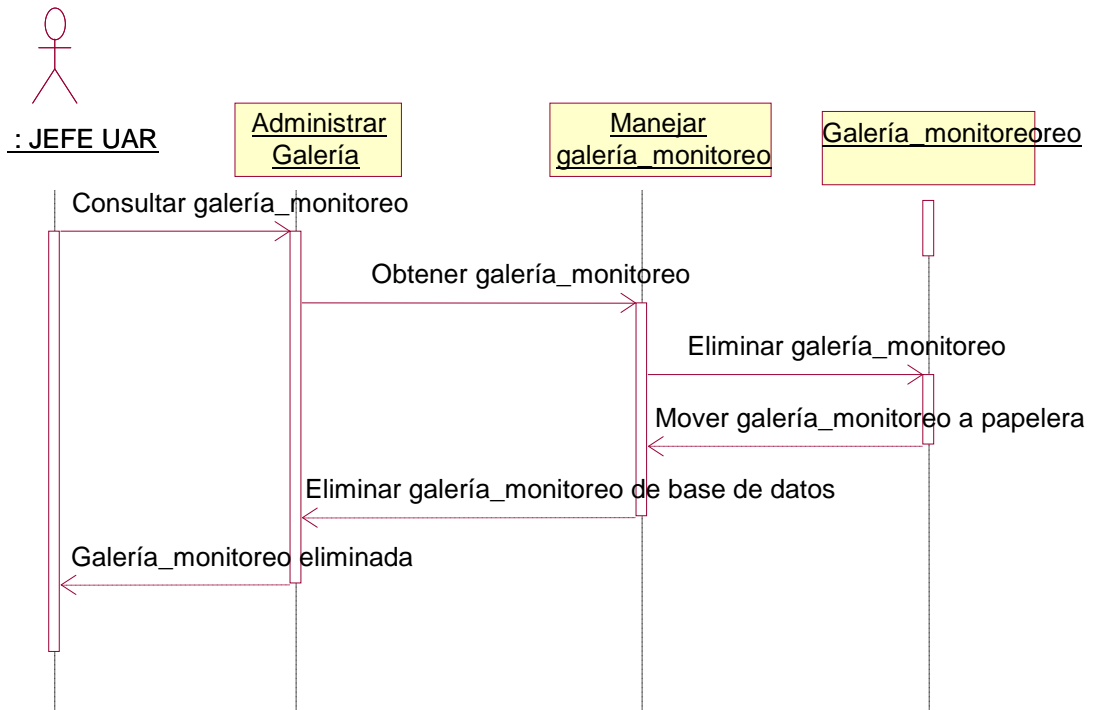 : JEFE UAR
Administrar
Galería
Manejar
galería_monitoreo
Galería_monitoreoreo
Consultar galería_monitoreo
Obtener galería_monitoreo
Eliminar galería_monitoreo
Mover galería_monitoreo a papelera
Eliminar galería_monitoreo de base de datos
Galería_monitoreo eliminada